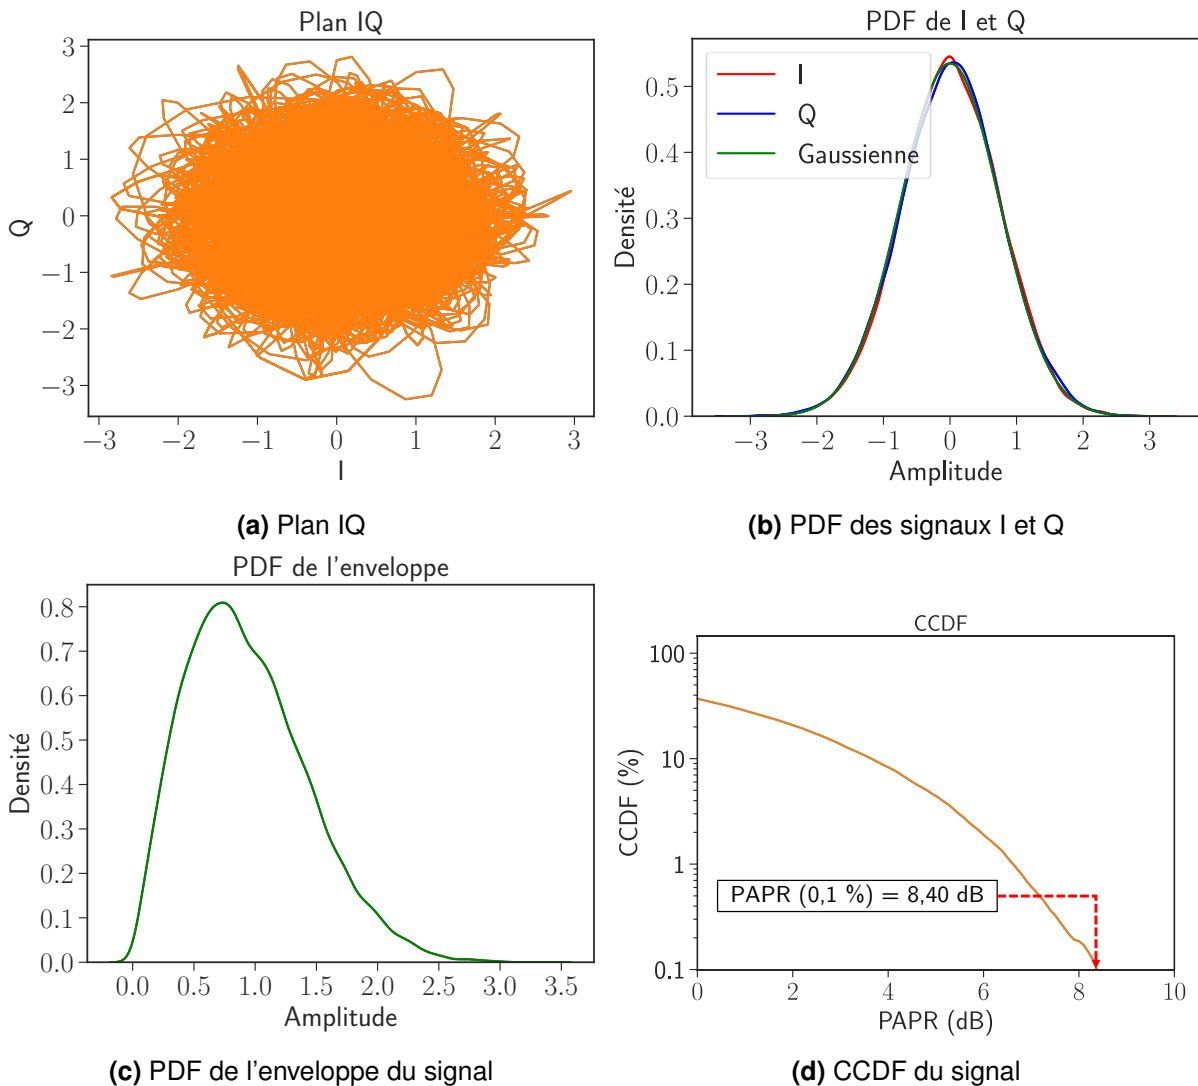 Plan IQ
3
2
1
0
−1
−2
−3
Q
−3
−2
−1
0
1
2
3
I
(a) Plan IQ
PDF de I et Q
I
Q
Gaussienne
0.5
0.4
0.3
0.2
0.1
0.0
Densité
−3
−2
−1
0
1
2
3
Amplitude
(b) PDF des signaux I et Q
PDF de l'enveloppe
0.8
0.7
0.6
0.5
0.4
0.3
0.2
0.1
0.0
Densité
0.0
0.5
1.0
1.5
2.0
2.5
3.0
3.5
Amplitude
(c) PDF de l'enveloppe du signal
CCDF
100
10
1
0.1
CCDF (%)
PAPR (0,1 %) = 8,40 dB
0
2
4
6
8
10
PAPR (dB)
(d) CCDF du signal